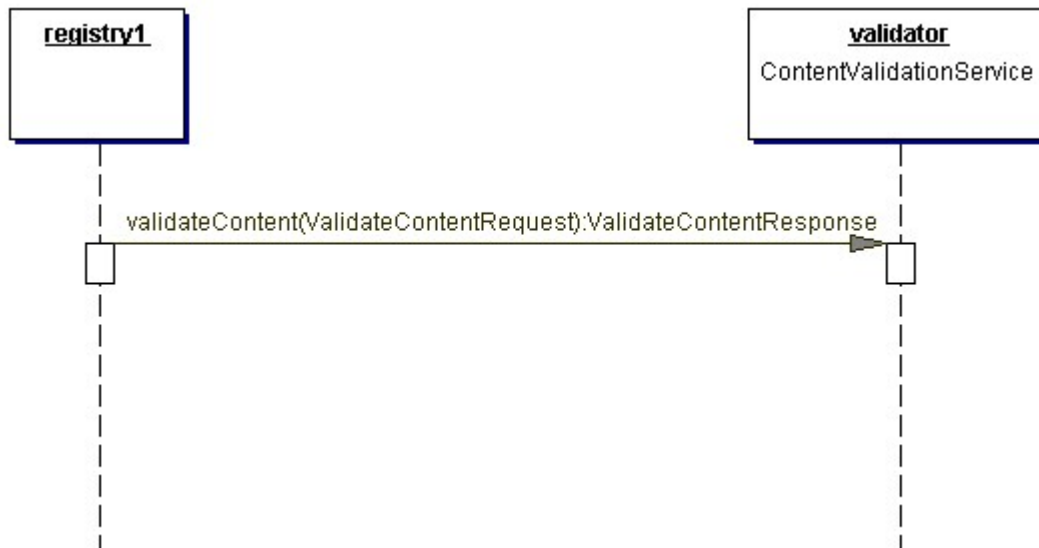 registry1
validator
ContentValidationService
validateContent(ValidateContentRequest):ValidateContentResponse